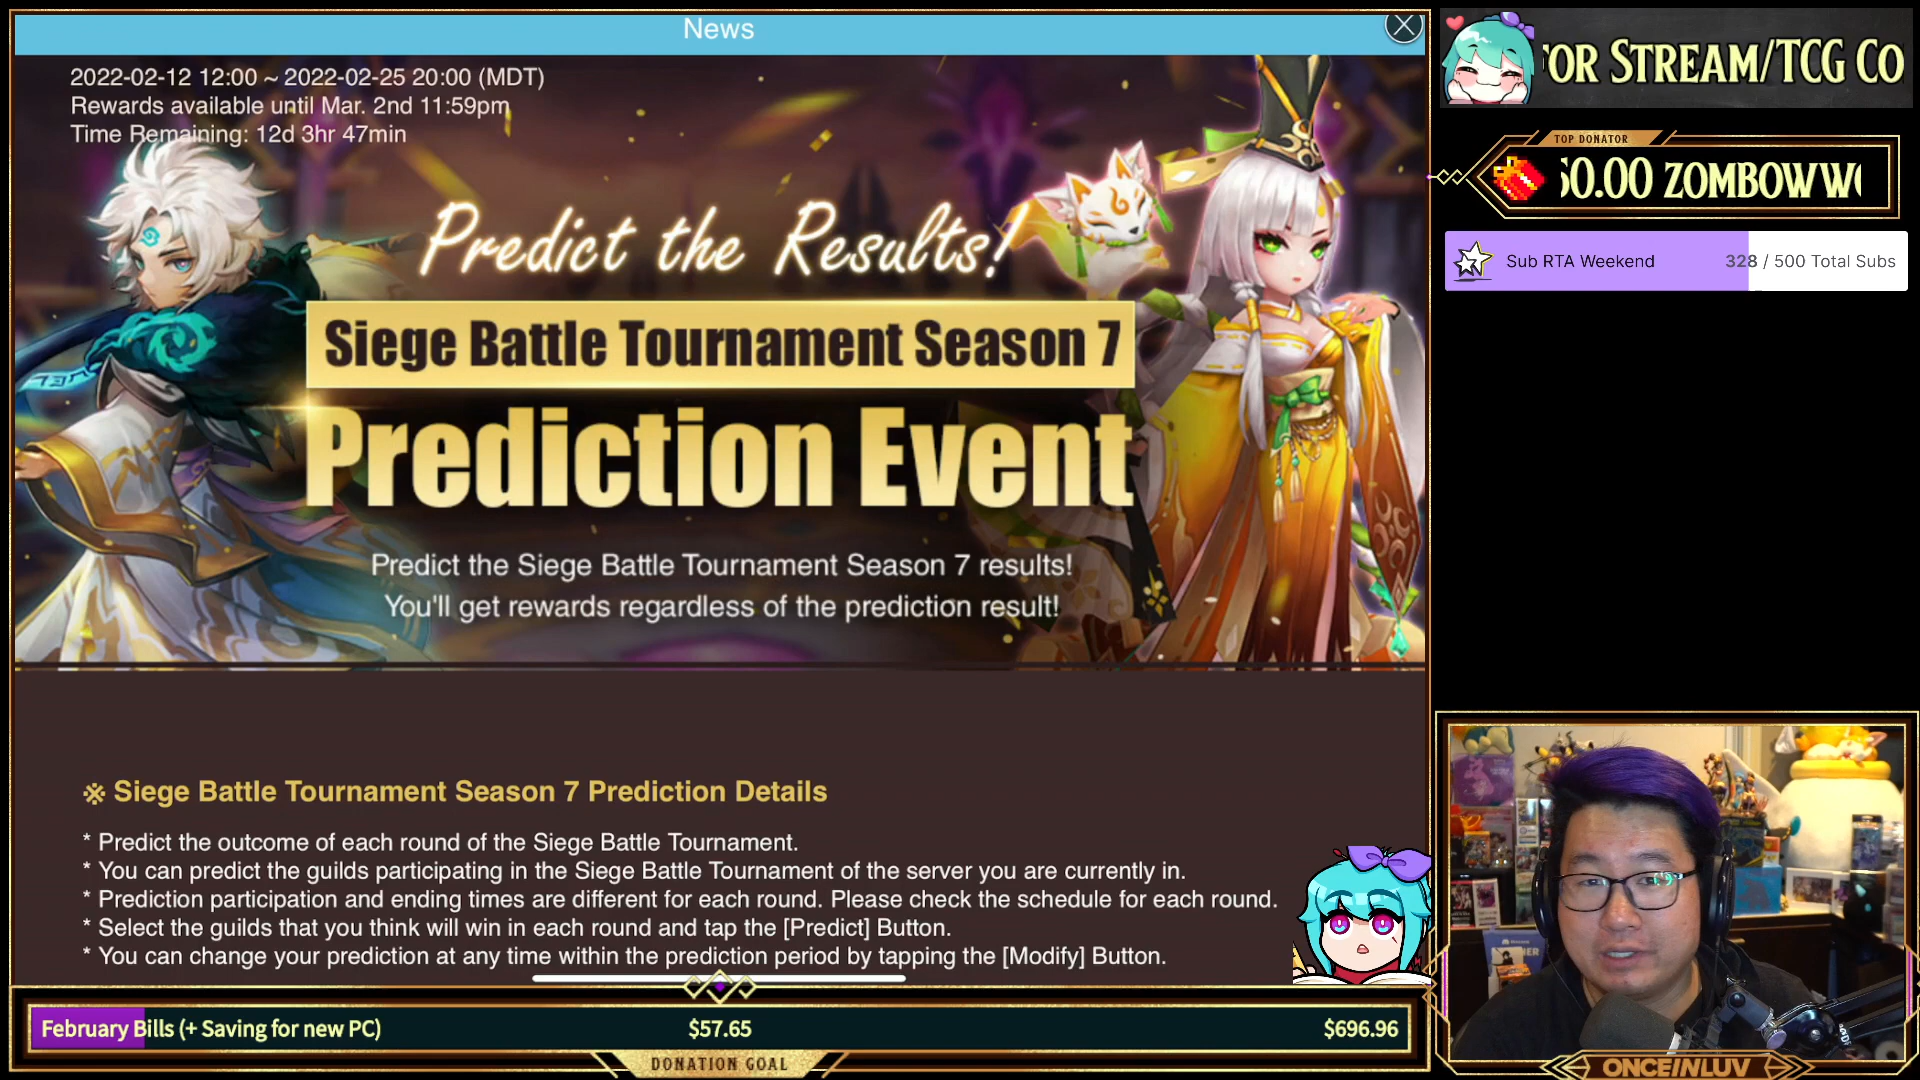 News
2022-02-12 12:00 ~ 2022-02-25 20:00 (MDT)
Rewards available until Mar. 2nd 11:59pm
Time Remaining: 12d 3hr 47min
Predict the Results!
Siege Battle Tournament Season 7
Prediction Event
Predict the Siege Battle Tournament Season 7 results!
You'll get rewards regardless of the prediction result!
※ Siege Battle Tournament Season 7 Prediction Details
* Predict the outcome of each round of the Siege Battle Tournament.
* You can predict the guilds participating in the Siege Battle Tournament of the server you are currently in.
* Prediction participation and ending times are different for each round. Please check the schedule for each round.
* Select the guilds that you think will win in each round and tap the [Predict] Button.
* You can change your prediction at any time within the prediction period by tapping the [Modify] Button.
February Bills (+ Saving for new PC) $57.65 $696.96
DONATION GOAL
FOR STREAM/TCG CO
TOP DONATOR
50.00 ZOMBOWW
Sub RTA Weekend 328 / 500 Total Subs
ONCEINLUV